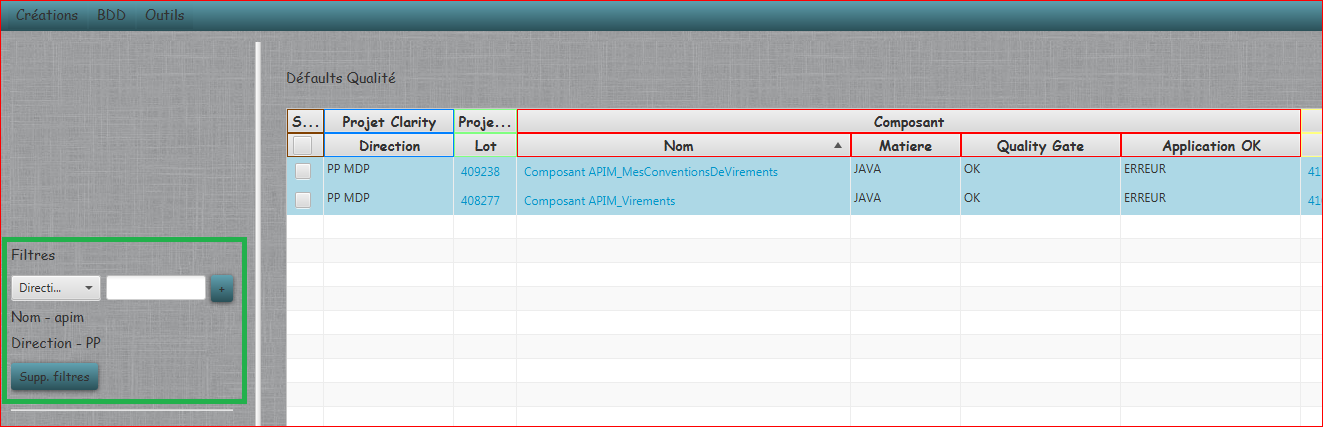 Créations BDD Outils
Défauts Qualité
S... Projet Clarity Proje... Composant
Direction Lot Nom Matiere Quality Gate Application OK
PP MDP 409238 Composant APIM_MesConventionsDeVirements JAVA OK ERREUR
PP MDP 408277 Composant APIM_Virements JAVA OK ERREUR
Filtres
Directi... +
Nom - apim
Direction - PP
Supp. filtres